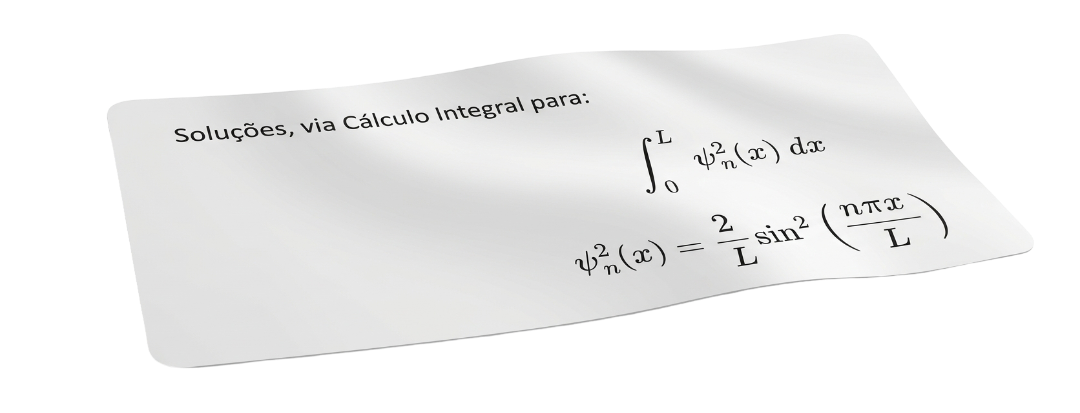 Soluções, via Cálculo Integral para:
∫₀ᴸ ψ²ₙ(x) dx
ψ²ₙ(x) = 2/L sin² (nπx/L)